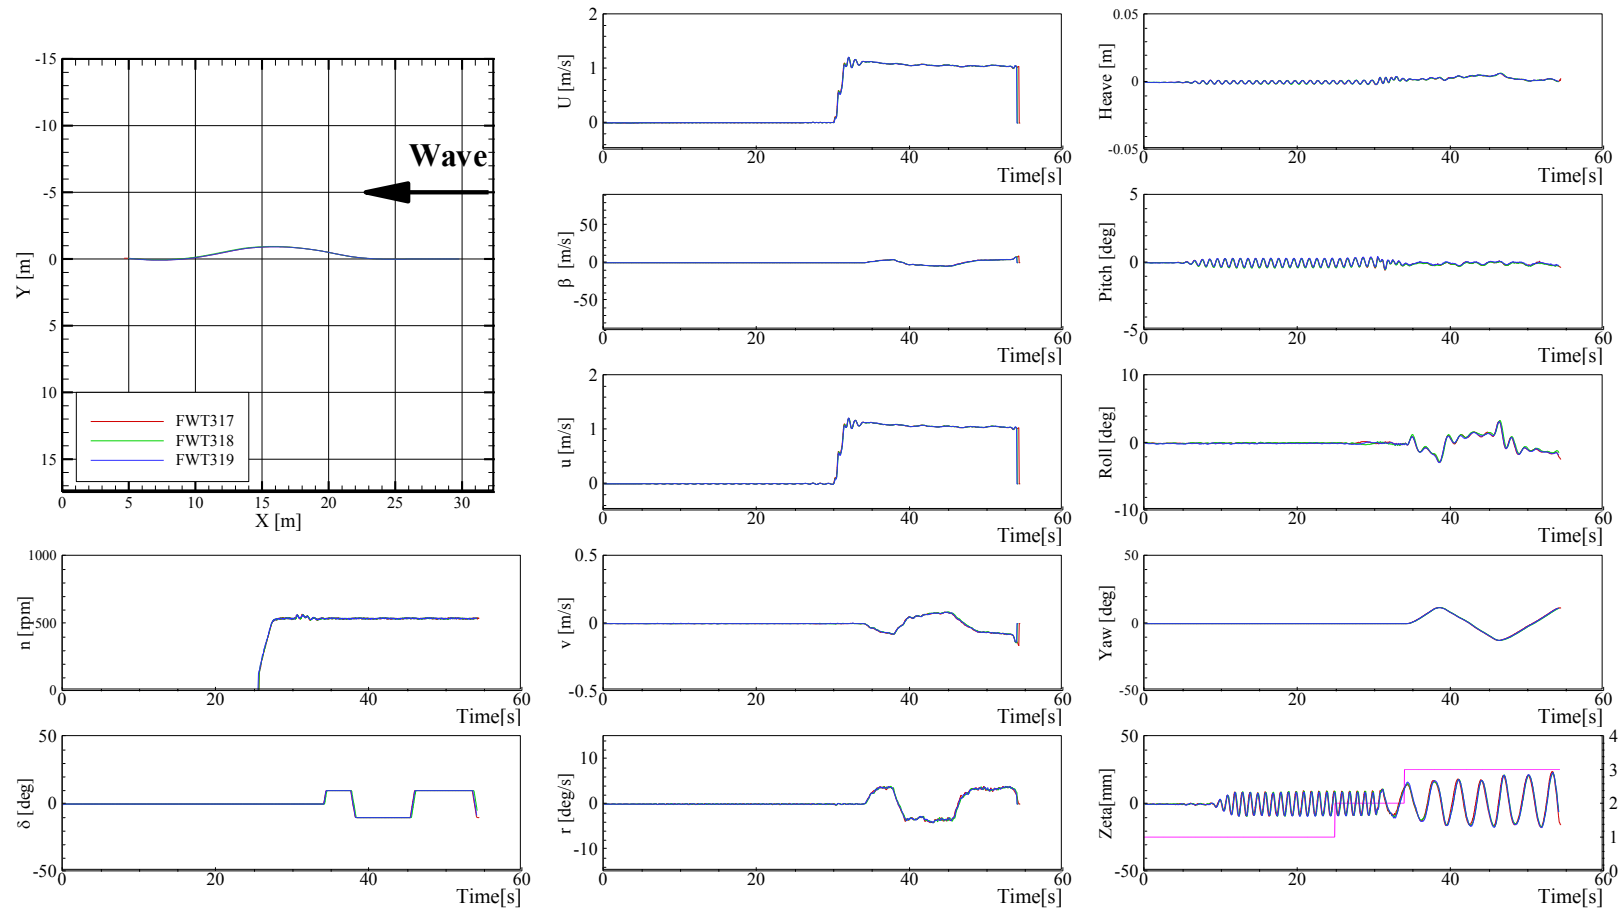 -15
-10
-5
0
5
10
15
Y [m]
Wave
FWT317
FWT318
FWT319
0 5 10 15 20 25 30
X [m]
2
1
0
U [m/s]
0 20 40 60
Time[s]
0.05
0
-0.05
Heave [m]
0 20 40 60
Time[s]
50
0
-50
β [m/s]
0 20 40 60
Time[s]
5
0
-5
Pitch [deg]
0 20 40 60
Time[s]
2
1
0
u [m/s]
0 20 40 60
Time[s]
10
0
-10
Roll [deg]
0 20 40 60
Time[s]
1000
500
0
n [rpm]
0 20 40 60
Time[s]
0.5
0
-0.5
v [m/s]
0 20 40 60
Time[s]
50
0
-50
Yaw [deg]
0 20 40 60
Time[s]
50
0
-50
δ [deg]
0 20 40 60
Time[s]
10
0
-10
r [deg/s]
0 20 40 60
Time[s]
50
0
-50
Zeta[mm]
4
3
2
1
0
0 20 40 60
Time[s]